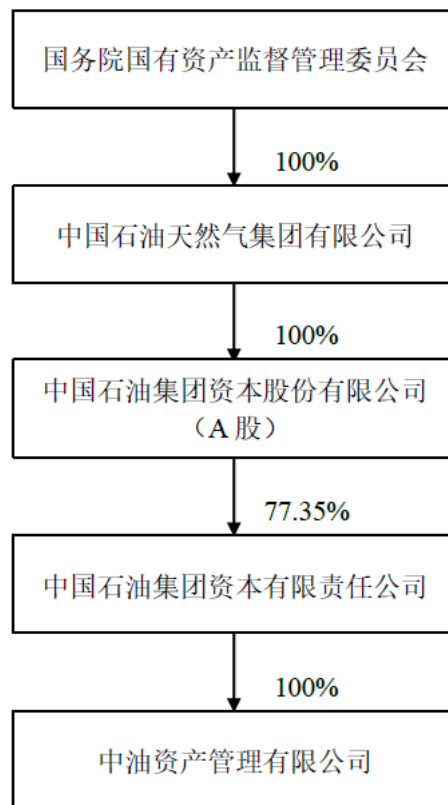 国务院国有资产监督管理委员会
100%
中国石油天然气集团有限公司
100%
中国石油集团资本股份有限公司
（A 股）
77.35%
中国石油集团资本有限责任公司
100%
中油资产管理有限公司